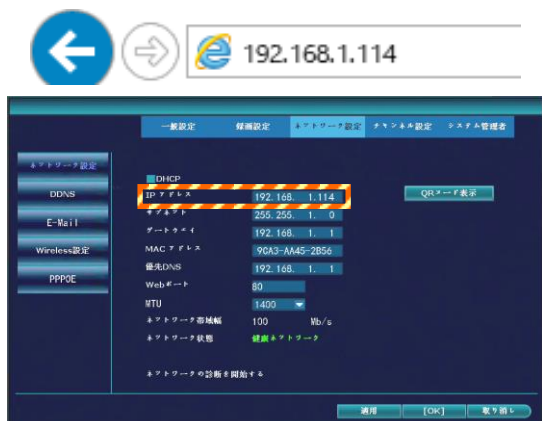 192.168.1.114
一般設定 録画設定 ネットワーク設定 チャンネル設定 システム管理者
ネットワーク設定
DDNS
E-Mail
Wireless設定
PPPOE
DHCP
IPアドレス 192.168. 1.114 QRコード表示
サブネット 255.255. 1. 0
ゲートウェイ 192.168. 1. 1
MACアドレス 9CA3-AA45-2B56
優先DNS 192.168. 1. 1
Webポート 80
MTU 1400
ネットワーク帯域幅 100 Mb/s
ネットワーク状態 健康ネットワーク
ネットワークの診断を開始する
適用 [OK] 取り消し